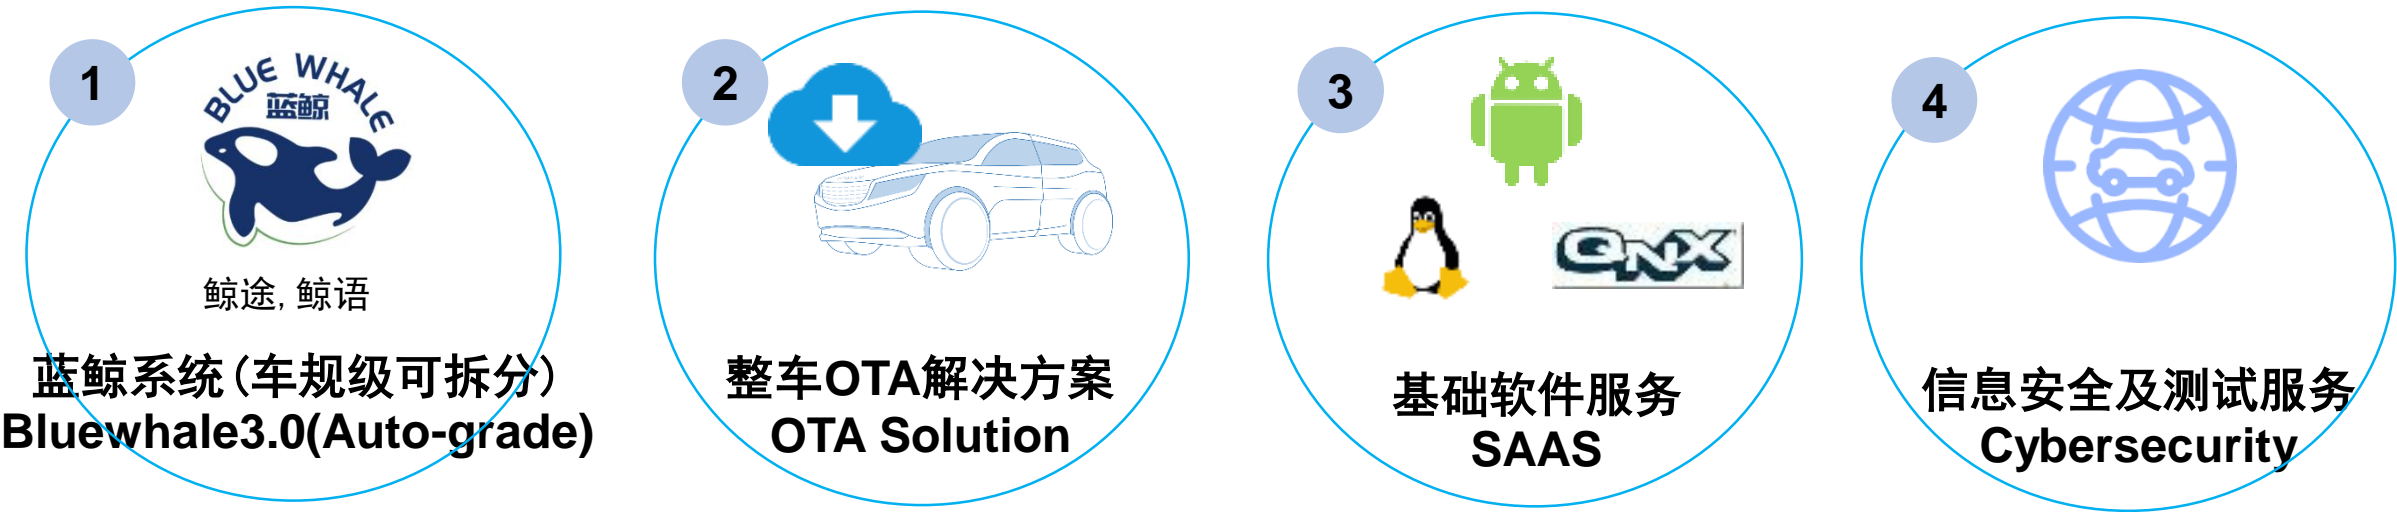 1
BLUE WHALE
蓝鲸
鲸途,鲸语
蓝鲸系统(车规级可拆分)
Bluewhale3.0(Auto-grade)
2
整车OTA解决方案
OTA Solution
3
QNX
基础软件服务
SAAS
4
信息安全及测试服务
Cybersecurity